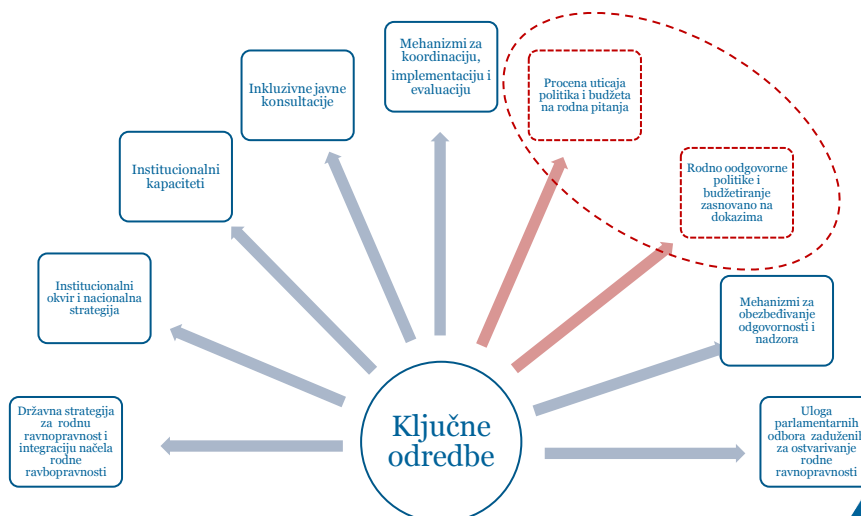 Mehanizmi za
koordinaciju,
implementaciju i
evaluaciju
Procena uticaja
politika i budžeta
na rodna pitanja
Inkluzivne javne
konsultacije
Rodno oodgovorne
politike i
budžetiranje
zasnovano na
dokazima
Institucionalni
kapaciteti
Institucionalni
okvir i nacionalna
strategija
Mehanizmi za
obezbeđivanje
odgovornosti i
nadzora
Državna strategija
za rodnu
ravnopravnost i
integraciju načela
rodne
ravbopravnosti
Ključne
odredbe
Uloga
parlamentarnih
odbora zaduženih
za ostvarivanje
rodne
ravnopravnosti